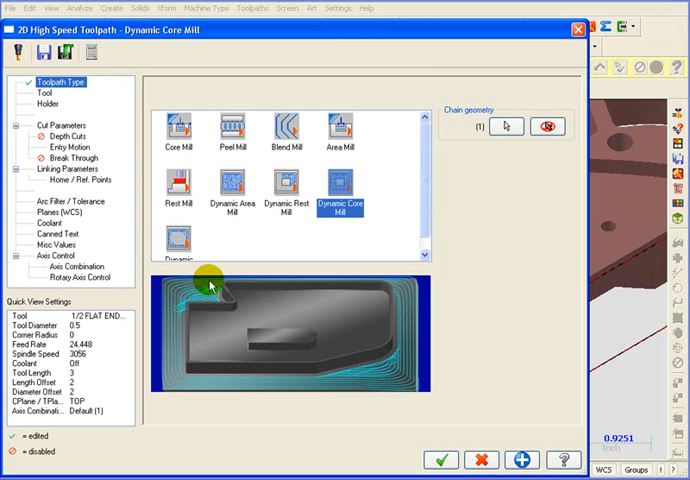 File Edit View Analyze Create Solids Xform Machine Type Toolpaths Screen Art Settings Help
2D High Speed Toolpath - Dynamic Core Mill
Toolpath Type
Tool
Holder
Cut Parameters
Depth Cuts
Entry Motion
Break Through
Linking Parameters
Home / Ref. Points
Arc Filter / Tolerance
Planes (WCS)
Coolant
Canned Text
Misc Values
Axis Control
Axis Combination
Rotary Axis Control
Core Mill
Peel Mill
Blend Mill
Area Mill
Rest Mill
Dynamic Area Mill
Dynamic Rest Mill
Dynamic Core Mill
Dynamic
Chain geometry
(1)
Quick View Settings
Tool 1/2 FLAT END...
Tool Diameter 0.5
Corner Radius 0
Feed Rate 24.448
Spindle Speed 3056
Coolant Off
Tool Length 3
Length Offset 2
Diameter Offset 2
CPlane / TPla... TOP
Axis Combinati... Default (1)
= edited
= disabled
0.9251
Inch
WCS Groups ! ?